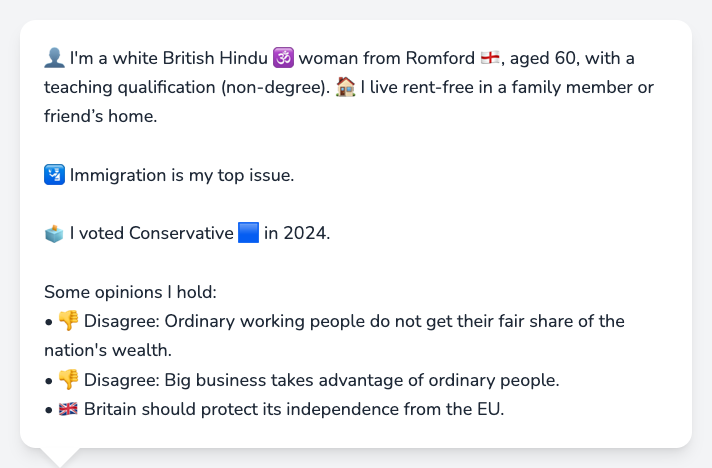 👤 I'm a white British Hindu 🕉️ woman from Romford 🏴󠁧󠁢󠁥󠁮󠁧󠁿, aged 60, with a
teaching qualification (non-degree). 🏠 I live rent-free in a family member or
friend’s home.
🛂 Immigration is my top issue.
🗳️ I voted Conservative 🟦 in 2024.
Some opinions I hold:
• 👎 Disagree: Ordinary working people do not get their fair share of the
nation's wealth.
• 👎 Disagree: Big business takes advantage of ordinary people.
• 🇬🇧 Britain should protect its independence from the EU.